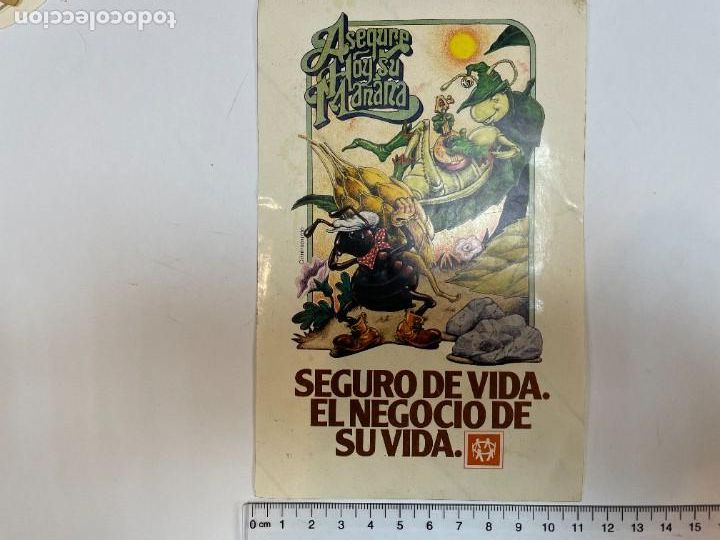 todocoleccion
Asegure
Hoy su
Mañana
SEGURO DE VIDA.
EL NEGOCIO DE
SU VIDA.
0 cm 1 2 3 4 5 6 7 8 9 10 11 12 13 14 15